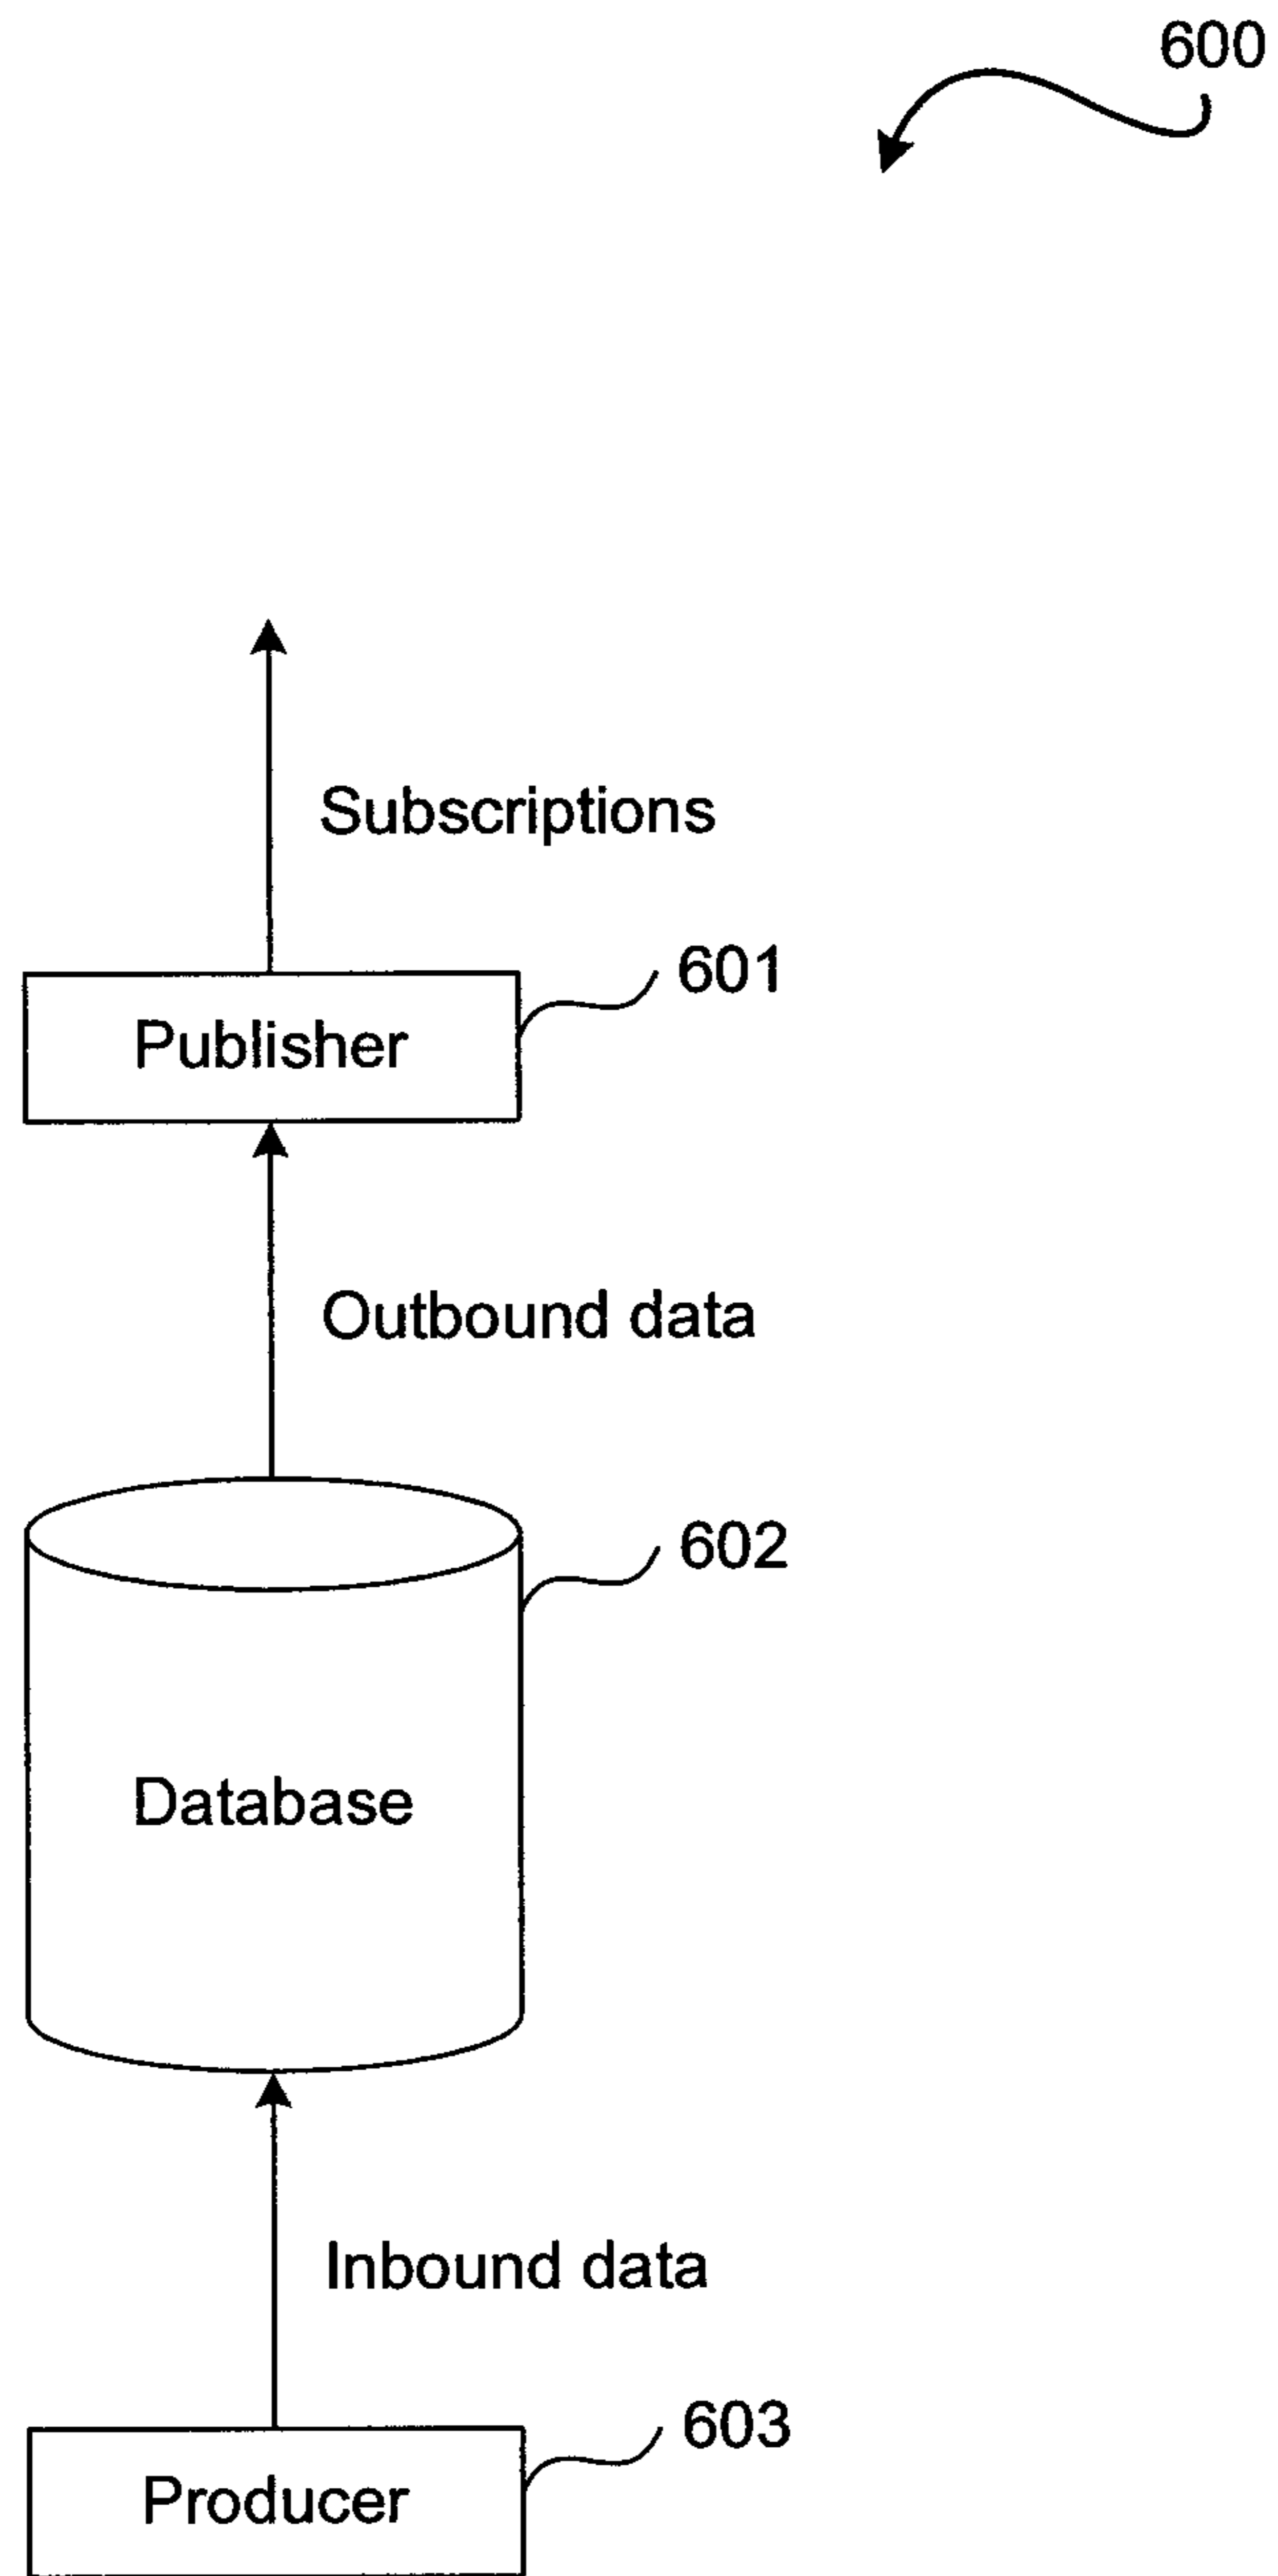 600
Subscriptions
601
Publisher
Outbound data
602
Database
Inbound data
603
Producer